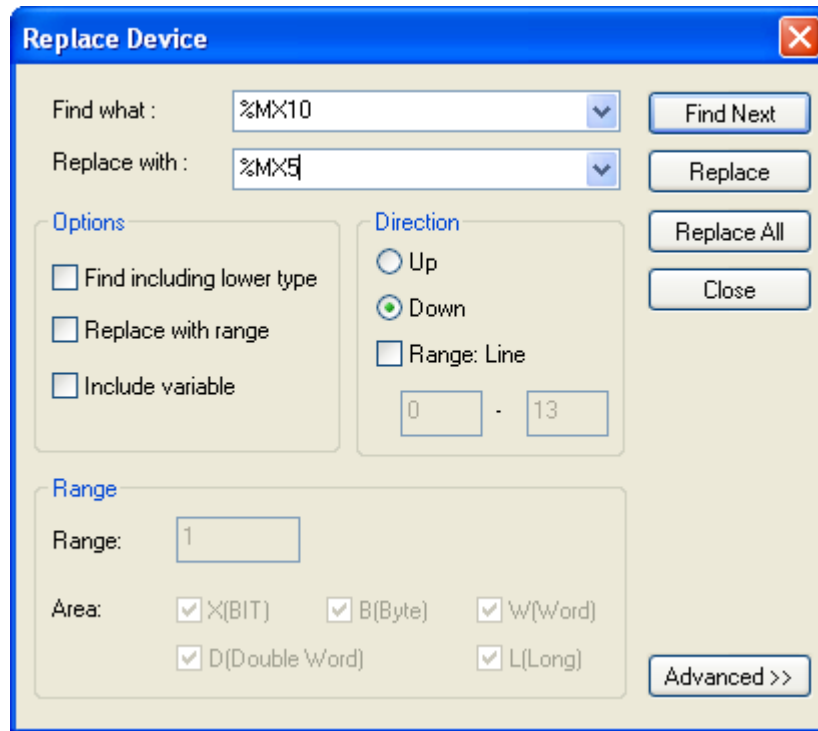 Replace Device
Find what :
%MX10
Find Next
Replace with :
%MX5
Replace
Options
Direction
Replace All
Find including lower type
Up
Close
Replace with range
Down
Include variable
Range: Line
0 - 13
Range
Range: 1
Area: X(BIT) B(Byte) W(Word)
D(Double Word) L(Long)
Advanced >>